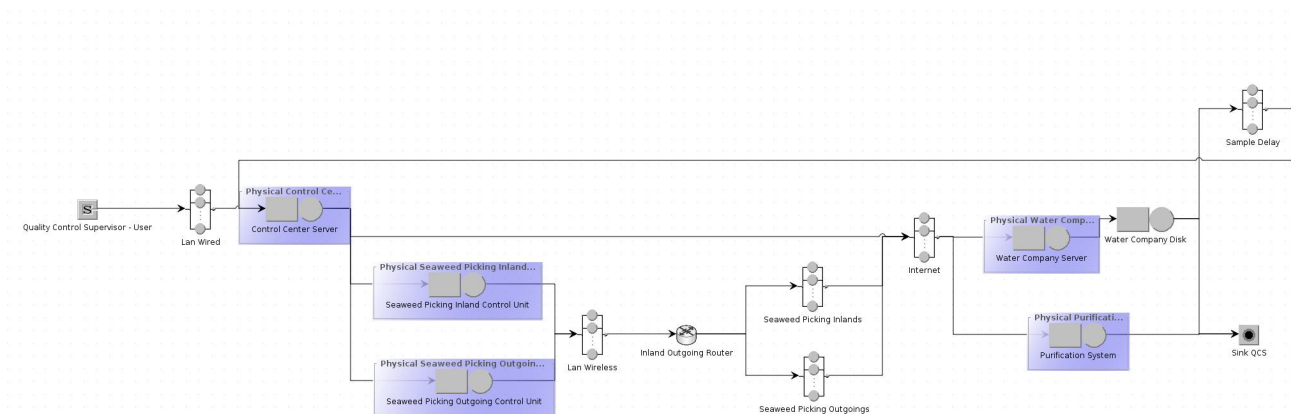 Sample Delay
Physical Control Ce...
S
Quality Control Supervisor - User
Lan Wired
Control Center Server
Physical Water Comp...
Water Company Server
Water Company Disk
Internet
Physical Seaweed Picking Inland...
Seaweed Picking Inland Control Unit
Seaweed Picking Inlands
Physical Purificati...
Purification System
Sink QCS
Lan Wireless
Inland Outgoing Router
Physical Seaweed Picking Outgoin...
Seaweed Picking Outgoing Control Unit
Seaweed Picking Outgoings